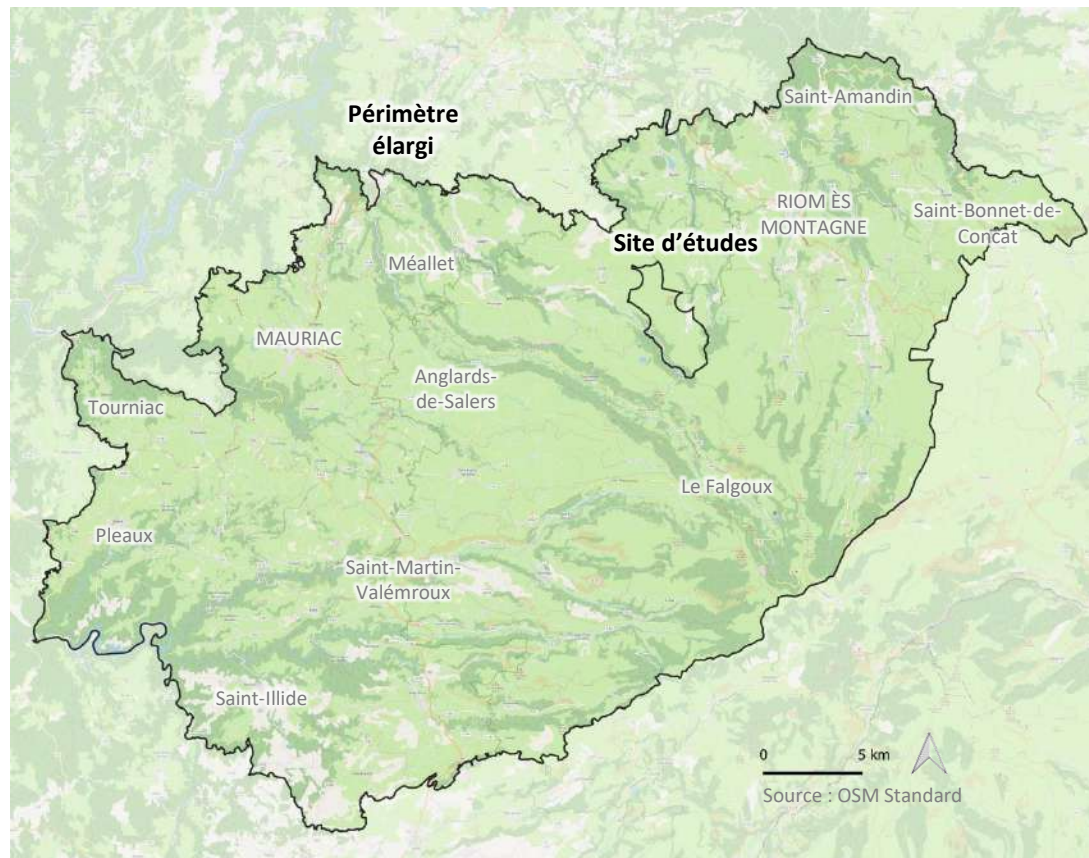 Saint-Amandin
Périmètre
élargi
RIOM ÈS
MONTAGNE
Saint-Bonnet-de-
Concat
Site d’études
Méallet
MAURIAC
Anglards-
de-Salers
Tourniac
Le Falgoux
Pleaux
Saint-Martin-
Valémroux
Saint-Illide
0 5 km
Source : OSM Standard